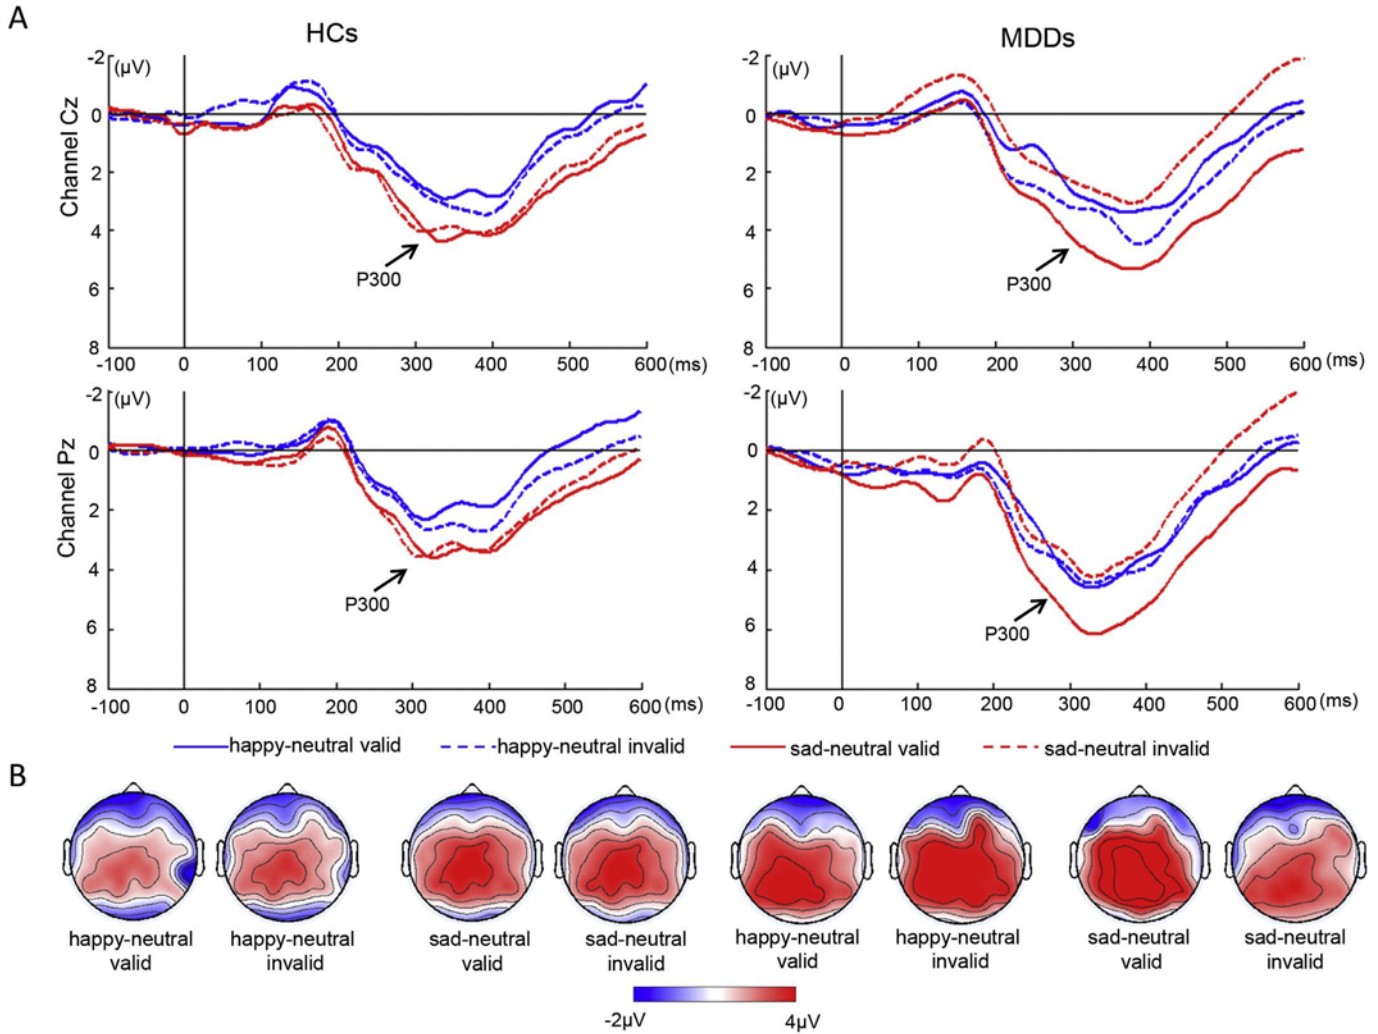 A
HCs
MDDs
-2
(μV)
0
2
4
6
8
Channel Cz
P300
-100 0 100 200 300 400 500 600 (ms)
-2
(μV)
0
2
4
6
8
P300
-100 0 100 200 300 400 500 600 (ms)
-2
(μV)
0
2
4
6
8
Channel Pz
P300
-100 0 100 200 300 400 500 600 (ms)
-2
(μV)
0
2
4
6
8
P300
-100 0 100 200 300 400 500 600 (ms)
happy-neutral valid happy-neutral invalid sad-neutral valid sad-neutral invalid
B
happy-neutral
valid
happy-neutral
invalid
sad-neutral
valid
sad-neutral
invalid
happy-neutral
valid
happy-neutral
invalid
sad-neutral
valid
sad-neutral
invalid
-2μV 4μV